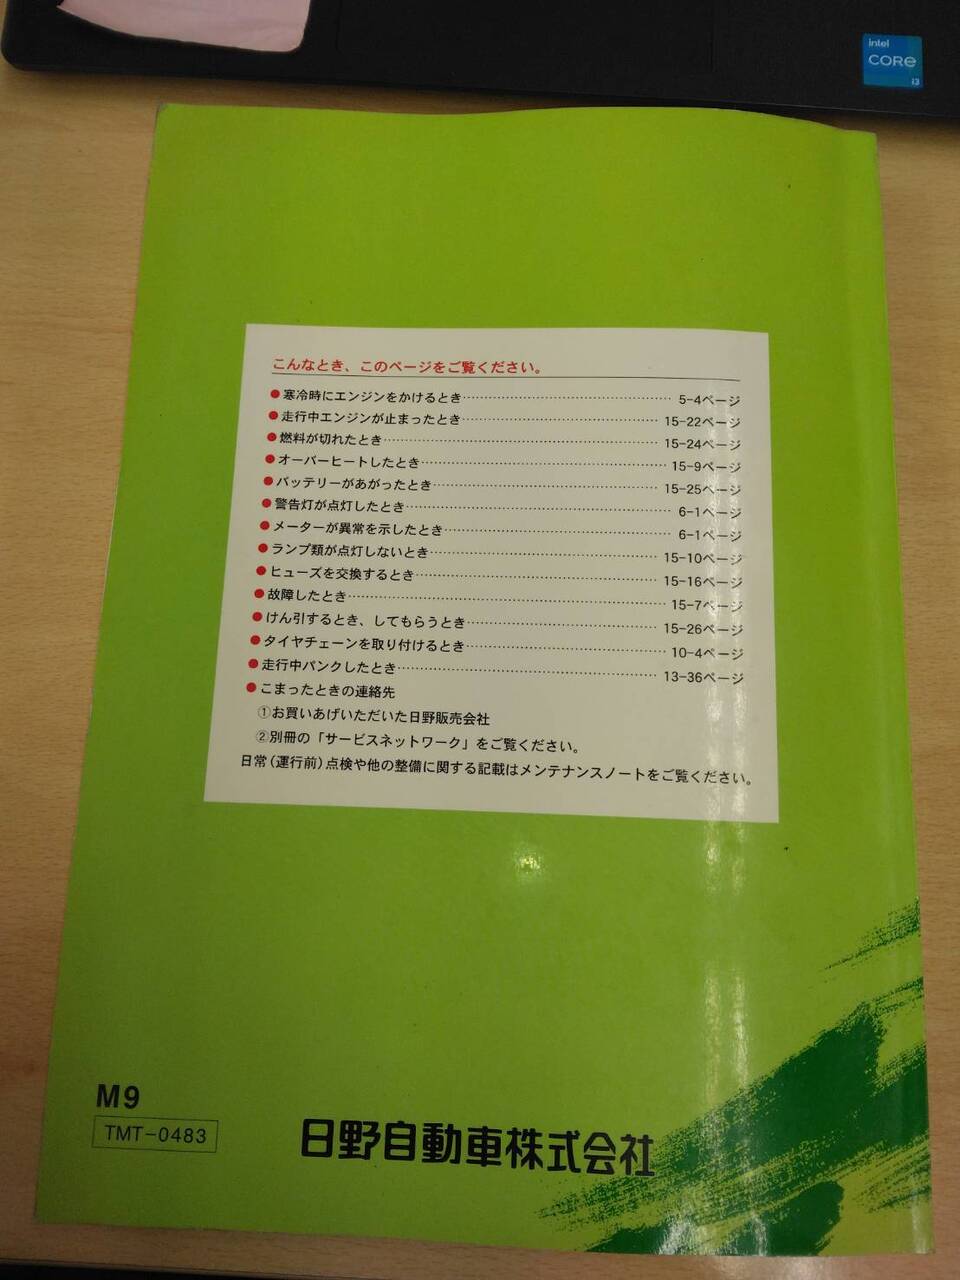 intel
CORE
i3
こんなとき、このページをご覧ください。
●寒冷時にエンジンをかけるとき……………………………5-4ページ
●走行中エンジンが止まったとき……………………………15-22ページ
●燃料が切れたとき……………………………15-24ページ
●オーバーヒートしたとき……………………………15-9ページ
●バッテリーがあがったとき……………………………15-25ページ
●警告灯が点灯したとき……………………………6-1ページ
●メーターが異常を示したとき……………………………6-1ページ
●ランプ類が点灯しないとき……………………………15-10ページ
●ヒューズを交換するとき……………………………15-16ページ
●故障したとき……………………………15-7ページ
●けん引するとき、してもらうとき……………………………15-26ページ
●タイヤチェーンを取り付けるとき……………………………10-4ページ
●走行中パンクしたとき……………………………13-36ページ
●こまったときの連絡先
①お買いあげいただいた日野販売会社
②別冊の「サービスネットワーク」をご覧ください。
日常(運行前)点検や他の整備に関する記載はメンテナンスノートをご覧ください。
M9
TMT-0483
日野自動車株式会社